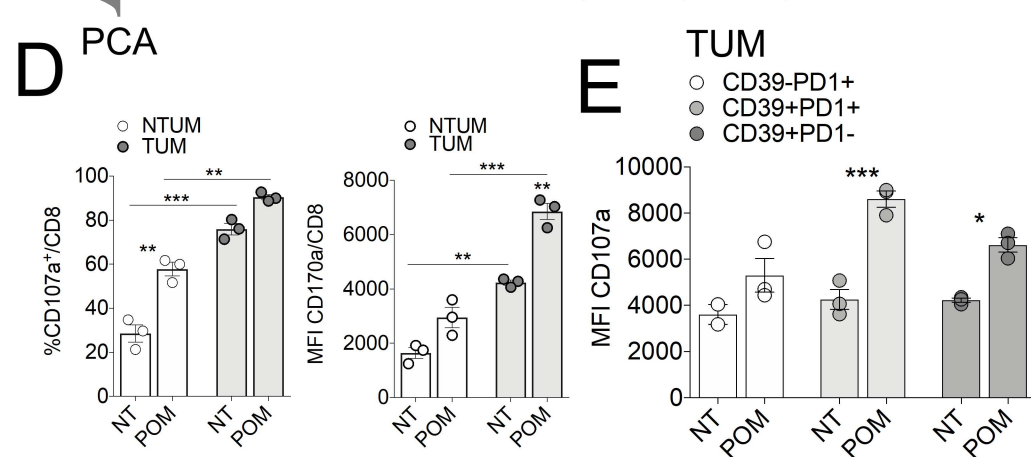 D
PCA
NTUM
TUM
%CD107a+/CD8
100
80
60
40
20
0
**
***
**
NT
POM
NT
POM
NTUM
TUM
MFI CD170a/CD8
8000
6000
4000
2000
0
***
**
**
NT
POM
NT
POM
E
TUM
CD39-PD1+
CD39+PD1+
CD39+PD1-
MFI CD107a
10000
8000
6000
4000
2000
0
***
*
NT
POM
NT
POM
NT
POM